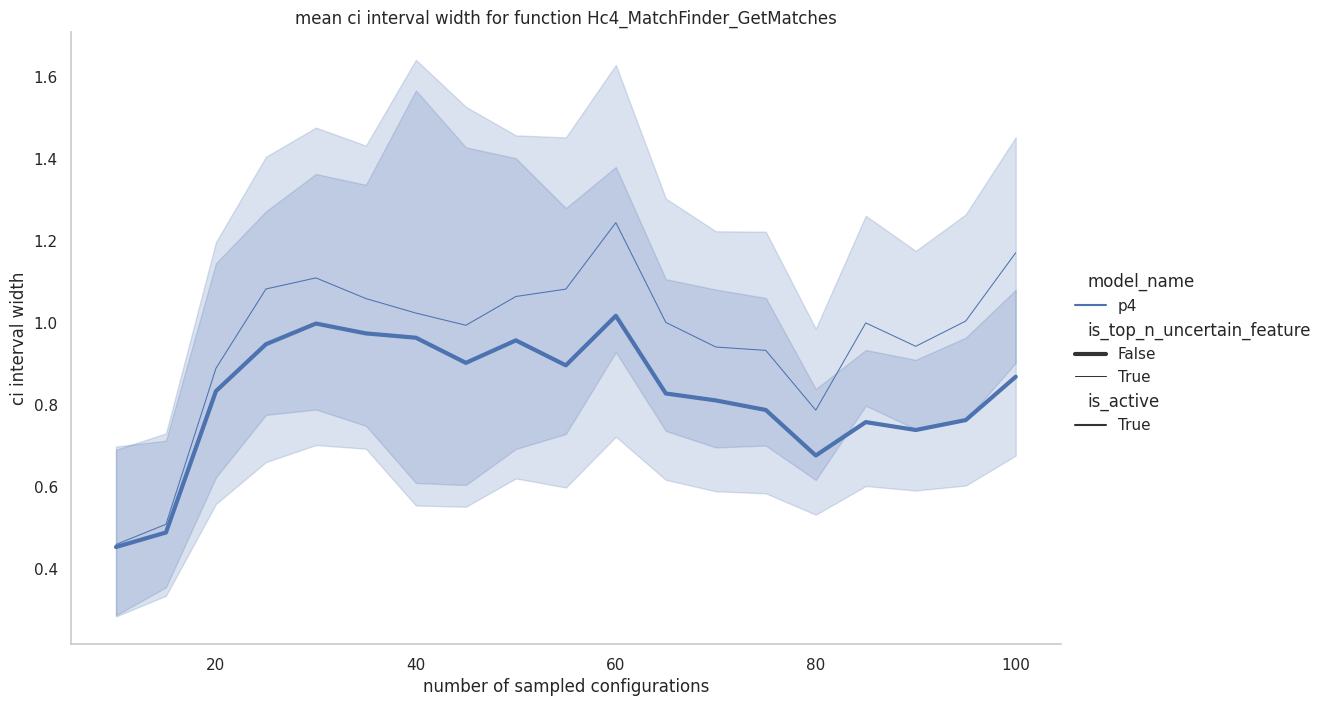 mean ci interval width for function Hc4_MatchFinder_GetMatches
1.6
1.4
1.2
1.0
0.8
0.6
0.4
ci interval width
20
40
60
80
100
number of sampled configurations
model_name
p4
is_top_n_uncertain_feature
False
True
is_active
True